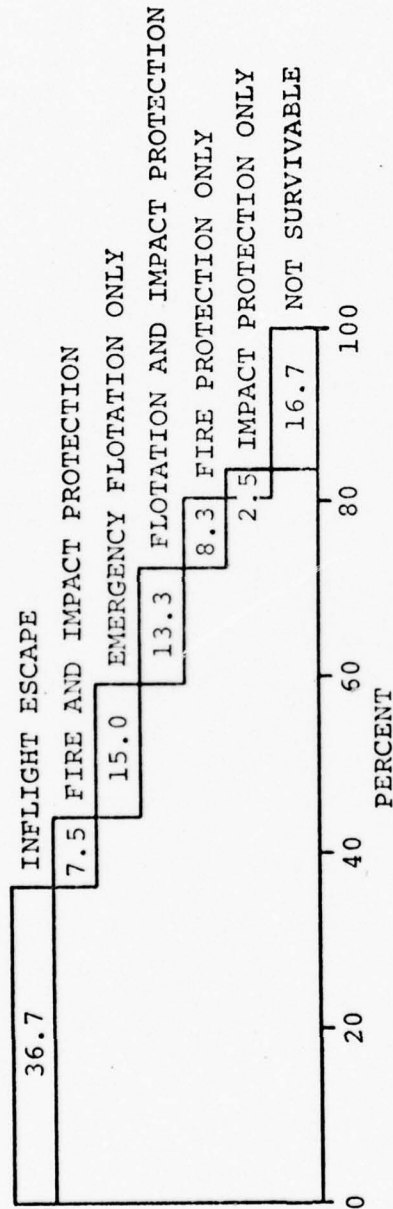 36.7 INFLIGHT ESCAPE
7.5 FIRE AND IMPACT PROTECTION
15.0 EMERGENCY FLOTATION ONLY
13.3 FLOTATION AND IMPACT PROTECTION
8.3 FIRE PROTECTION ONLY
2.5 IMPACT PROTECTION ONLY
16.7 NOT SURVIVABLE
0 20 40 60 80 100
PERCENT